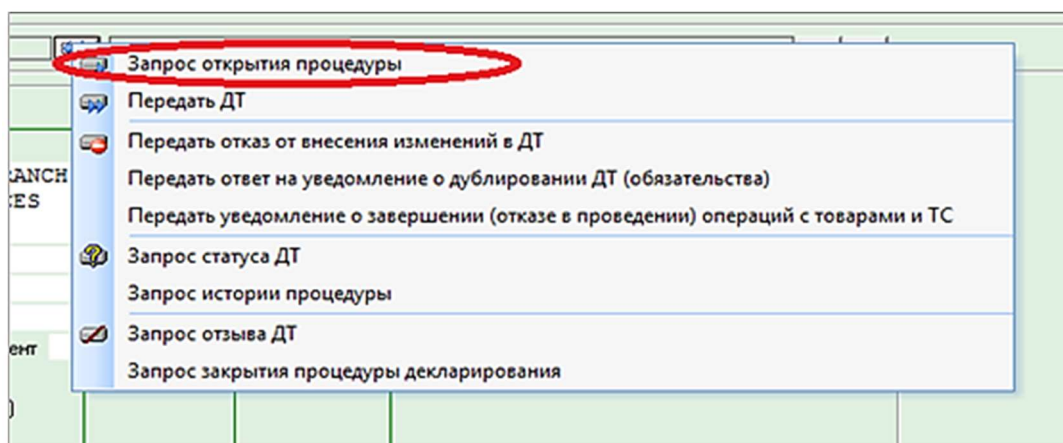 Запрос открытия процедуры
Передать ДТ
Передать отказ от внесения изменений в ДТ
Передать ответ на уведомление о дублировании ДТ (обязательства)
Передать уведомление о завершении (отказе в проведении) операций с товарами и ТС
Запрос статуса ДТ
Запрос истории процедуры
Запрос отзыва ДТ
Запрос закрытия процедуры декларирования